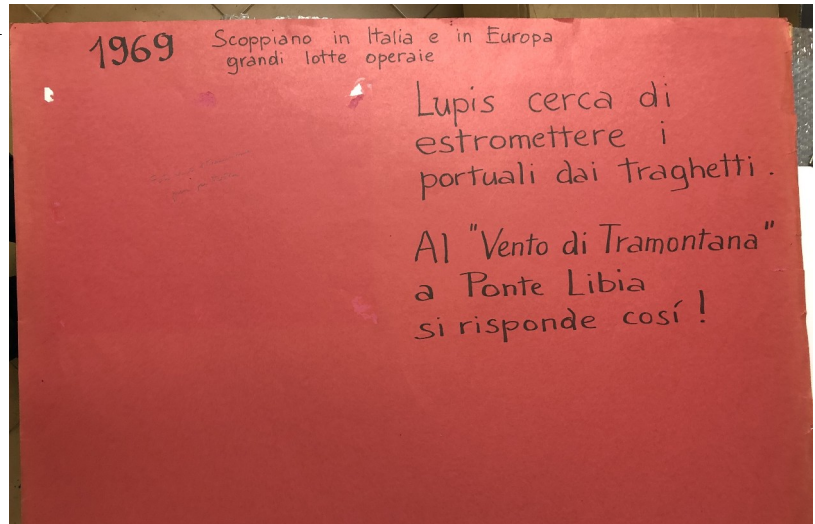 1969 Scoppiano in Italia e in Europa
grandi lotte operaie
Lupis cerca di
estromettere i
portuali dai traghetti.
Al "Vento di Tramontana"
a Ponte Libia
si risponde cosí!